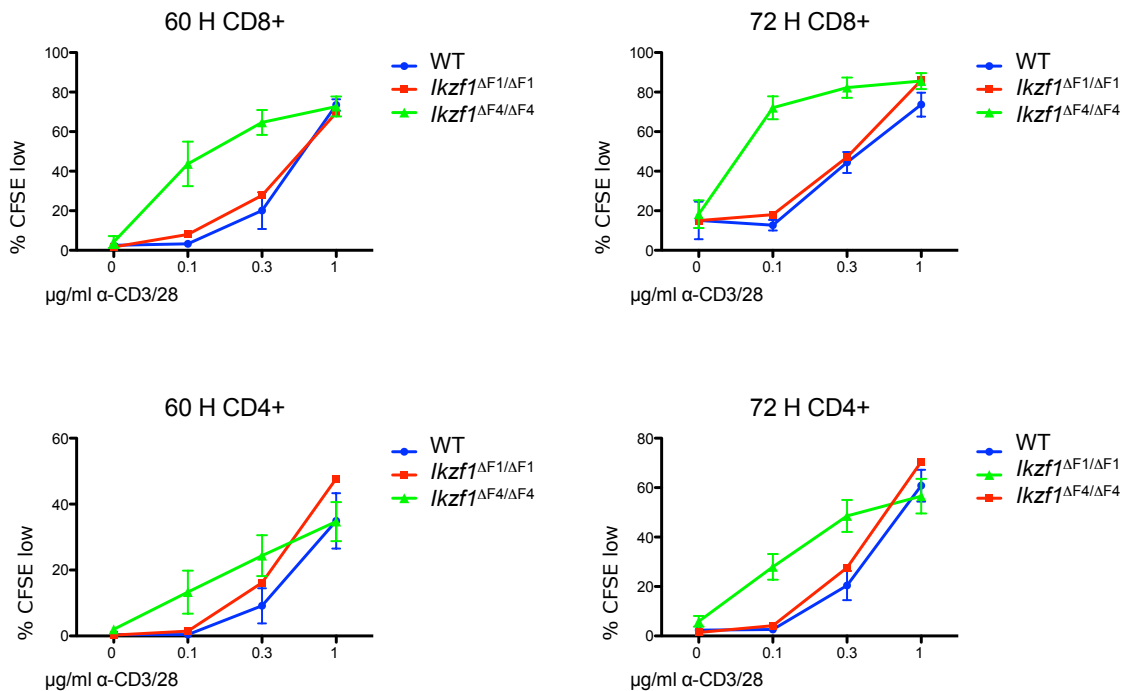 60 H CD8+
100
80
60
40
20
0
% CFSE low
0 0.1 0.3 1
µg/ml α-CD3/28
WT
Ikzf1ΔF1/ΔF1
Ikzf1ΔF4/ΔF4
72 H CD8+
100
80
60
40
20
0
% CFSE low
0 0.1 0.3 1
µg/ml α-CD3/28
WT
Ikzf1ΔF1/ΔF1
Ikzf1ΔF4/ΔF4
60 H CD4+
60
40
20
0
% CFSE low
0 0.1 0.3 1
µg/ml α-CD3/28
WT
Ikzf1ΔF1/ΔF1
Ikzf1ΔF4/ΔF4
72 H CD4+
80
60
40
20
0
% CFSE low
0 0.1 0.3 1
µg/ml α-CD3/28
WT
Ikzf1ΔF1/ΔF1
Ikzf1ΔF4/ΔF4